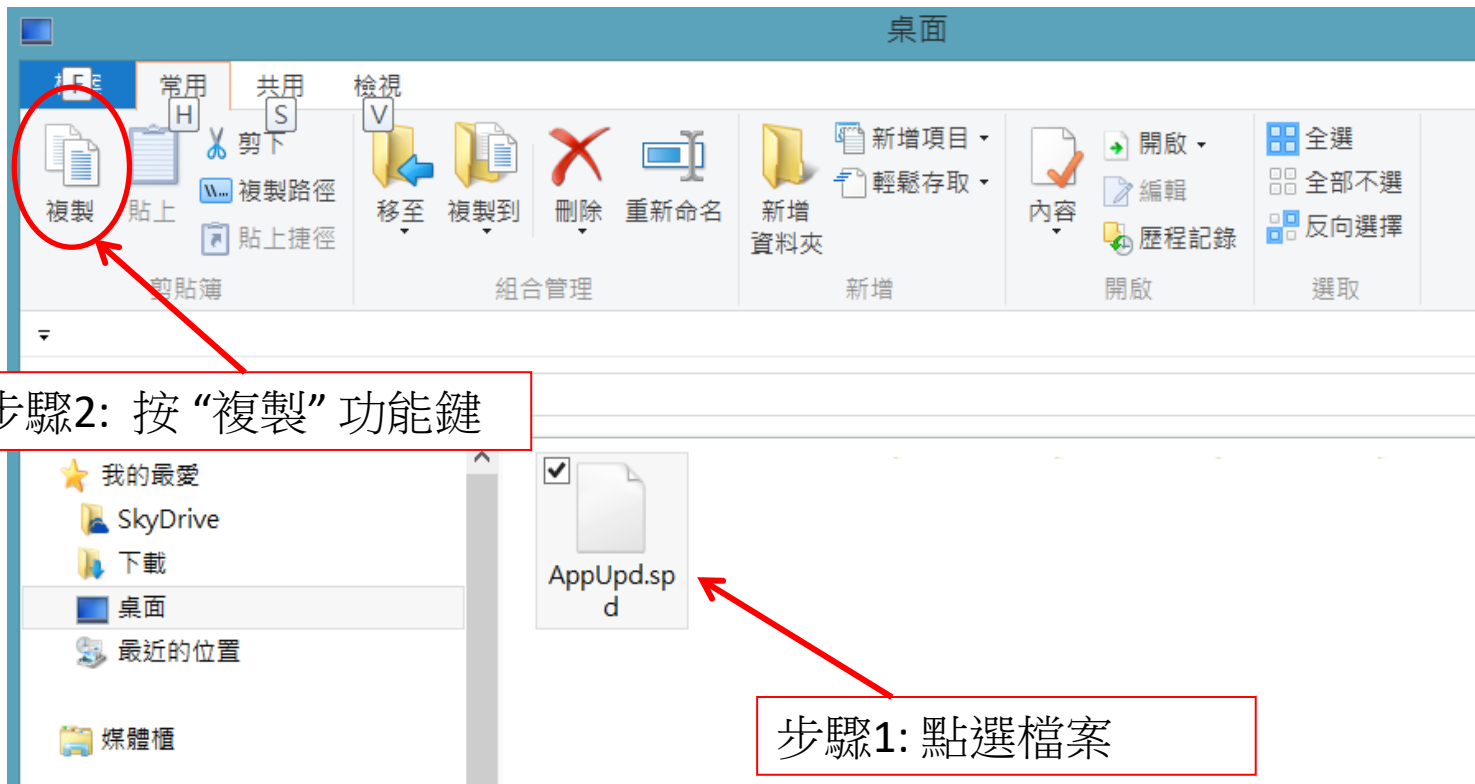 桌面
F
常用 共用 檢視
H S V
複製
貼上
剪下
複製路徑
貼上捷徑
剪貼簿
移至 複製到 刪除 重新命名
組合管理
新增
資料夾
新增項目
輕鬆存取
新增
內容
開啟
編輯
歷程記錄
開啟
全選
全部不選
反向選擇
選取
步驟2: 按 “複製” 功能鍵
我的最愛
SkyDrive
下載
桌面
最近的位置
媒體櫃
AppUpd.sp
d
步驟1: 點選檔案